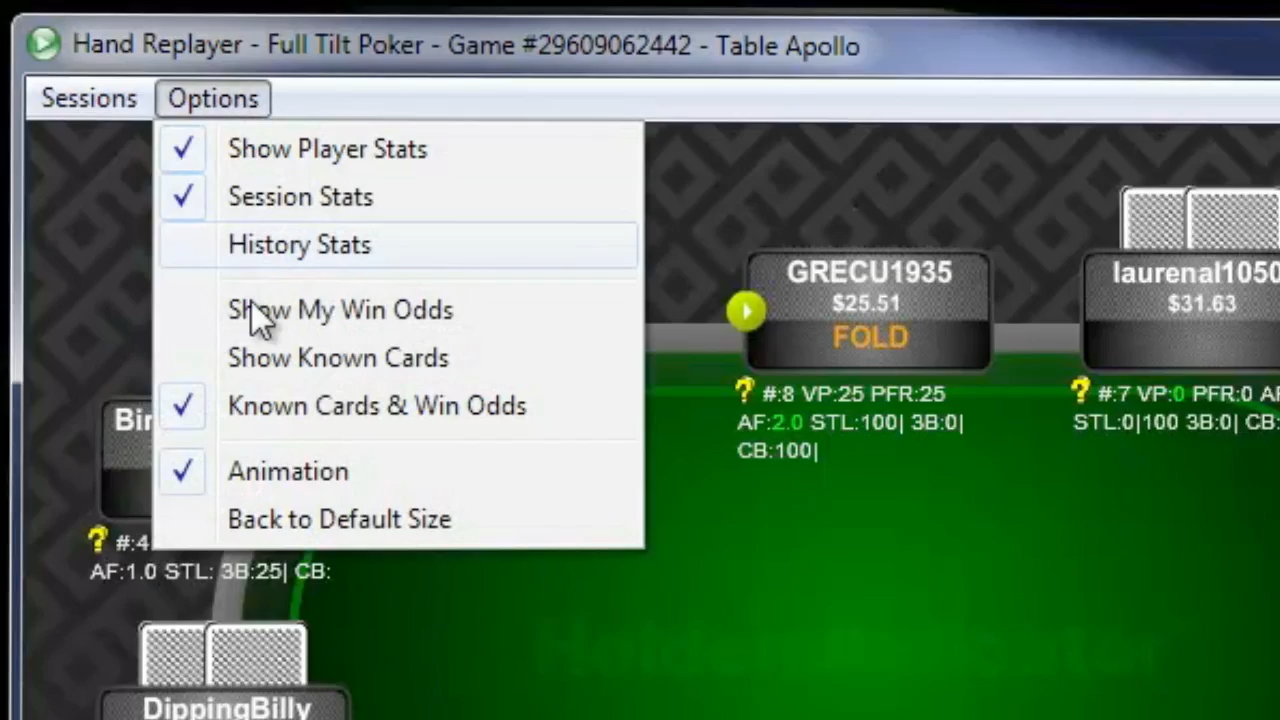 Hand Replayer - Full Tilt Poker - Game #29609062442 - Table Apollo
Sessions Options
Show Player Stats
Session Stats
History Stats
Show My Win Odds
Show Known Cards
Known Cards & Win Odds
Animation
Back to Default Size
GRECU1935
$25.51
FOLD
? #:8 VP:25 PFR:25
AF:2.0 STL:100| 3B:0|
CB:100|
laurenal1050
$31.63
? #:7 VP:0 PFR:0 AF
STL:0|100 3B:0| CB:
Bir
? #:4
AF:1.0 STL: 3B:25| CB:
DippingBilly